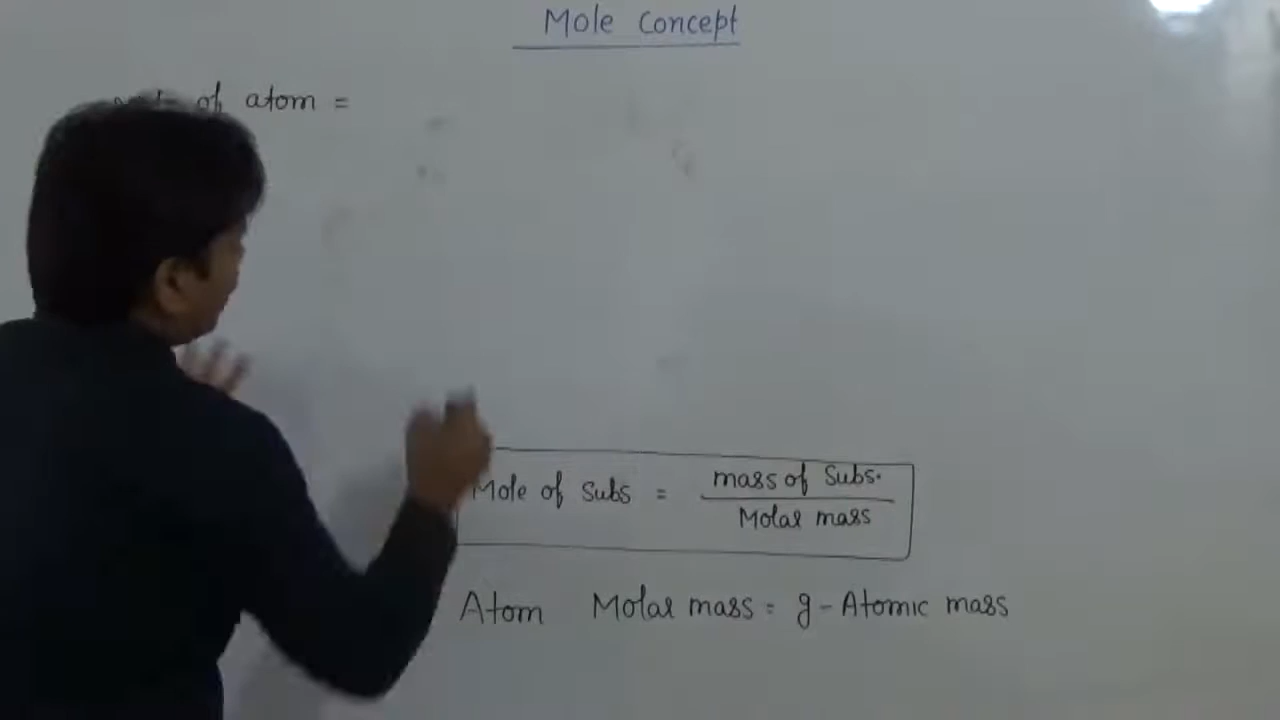 Mole Concept
of atom =
Mole of Subs = mass of Subs.
Molar mass
Atom Molar mass = g-Atomic mass